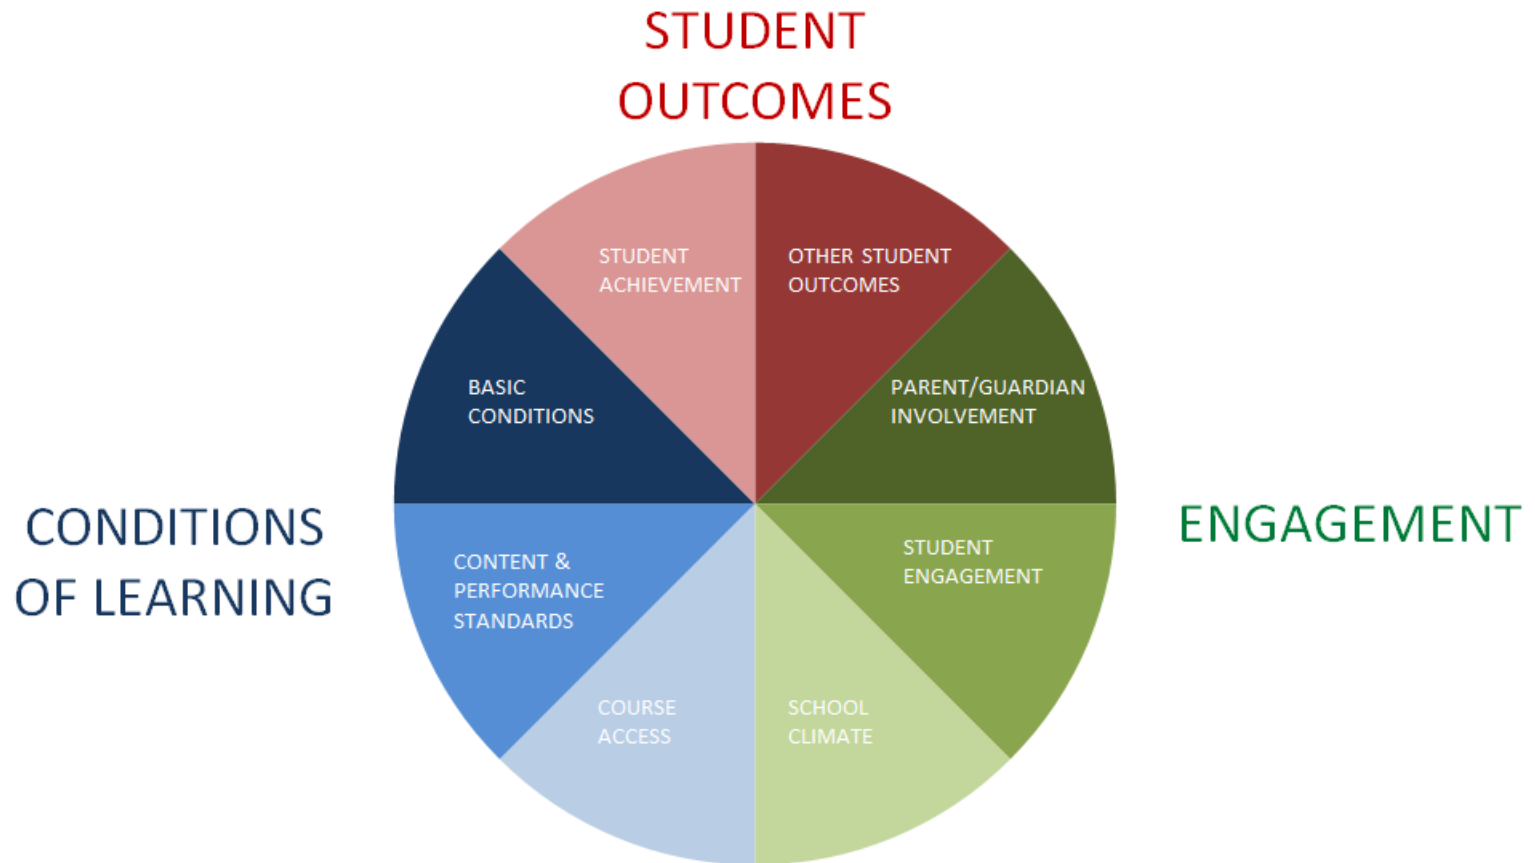 STUDENT
OUTCOMES
STUDENT
ACHIEVEMENT
OTHER STUDENT
OUTCOMES
BASIC
CONDITIONS
PARENT/GUARDIAN
INVOLVEMENT
CONDITIONS
OF LEARNING
ENGAGEMENT
CONTENT &
PERFORMANCE
STANDARDS
STUDENT
ENGAGEMENT
COURSE
ACCESS
SCHOOL
CLIMATE